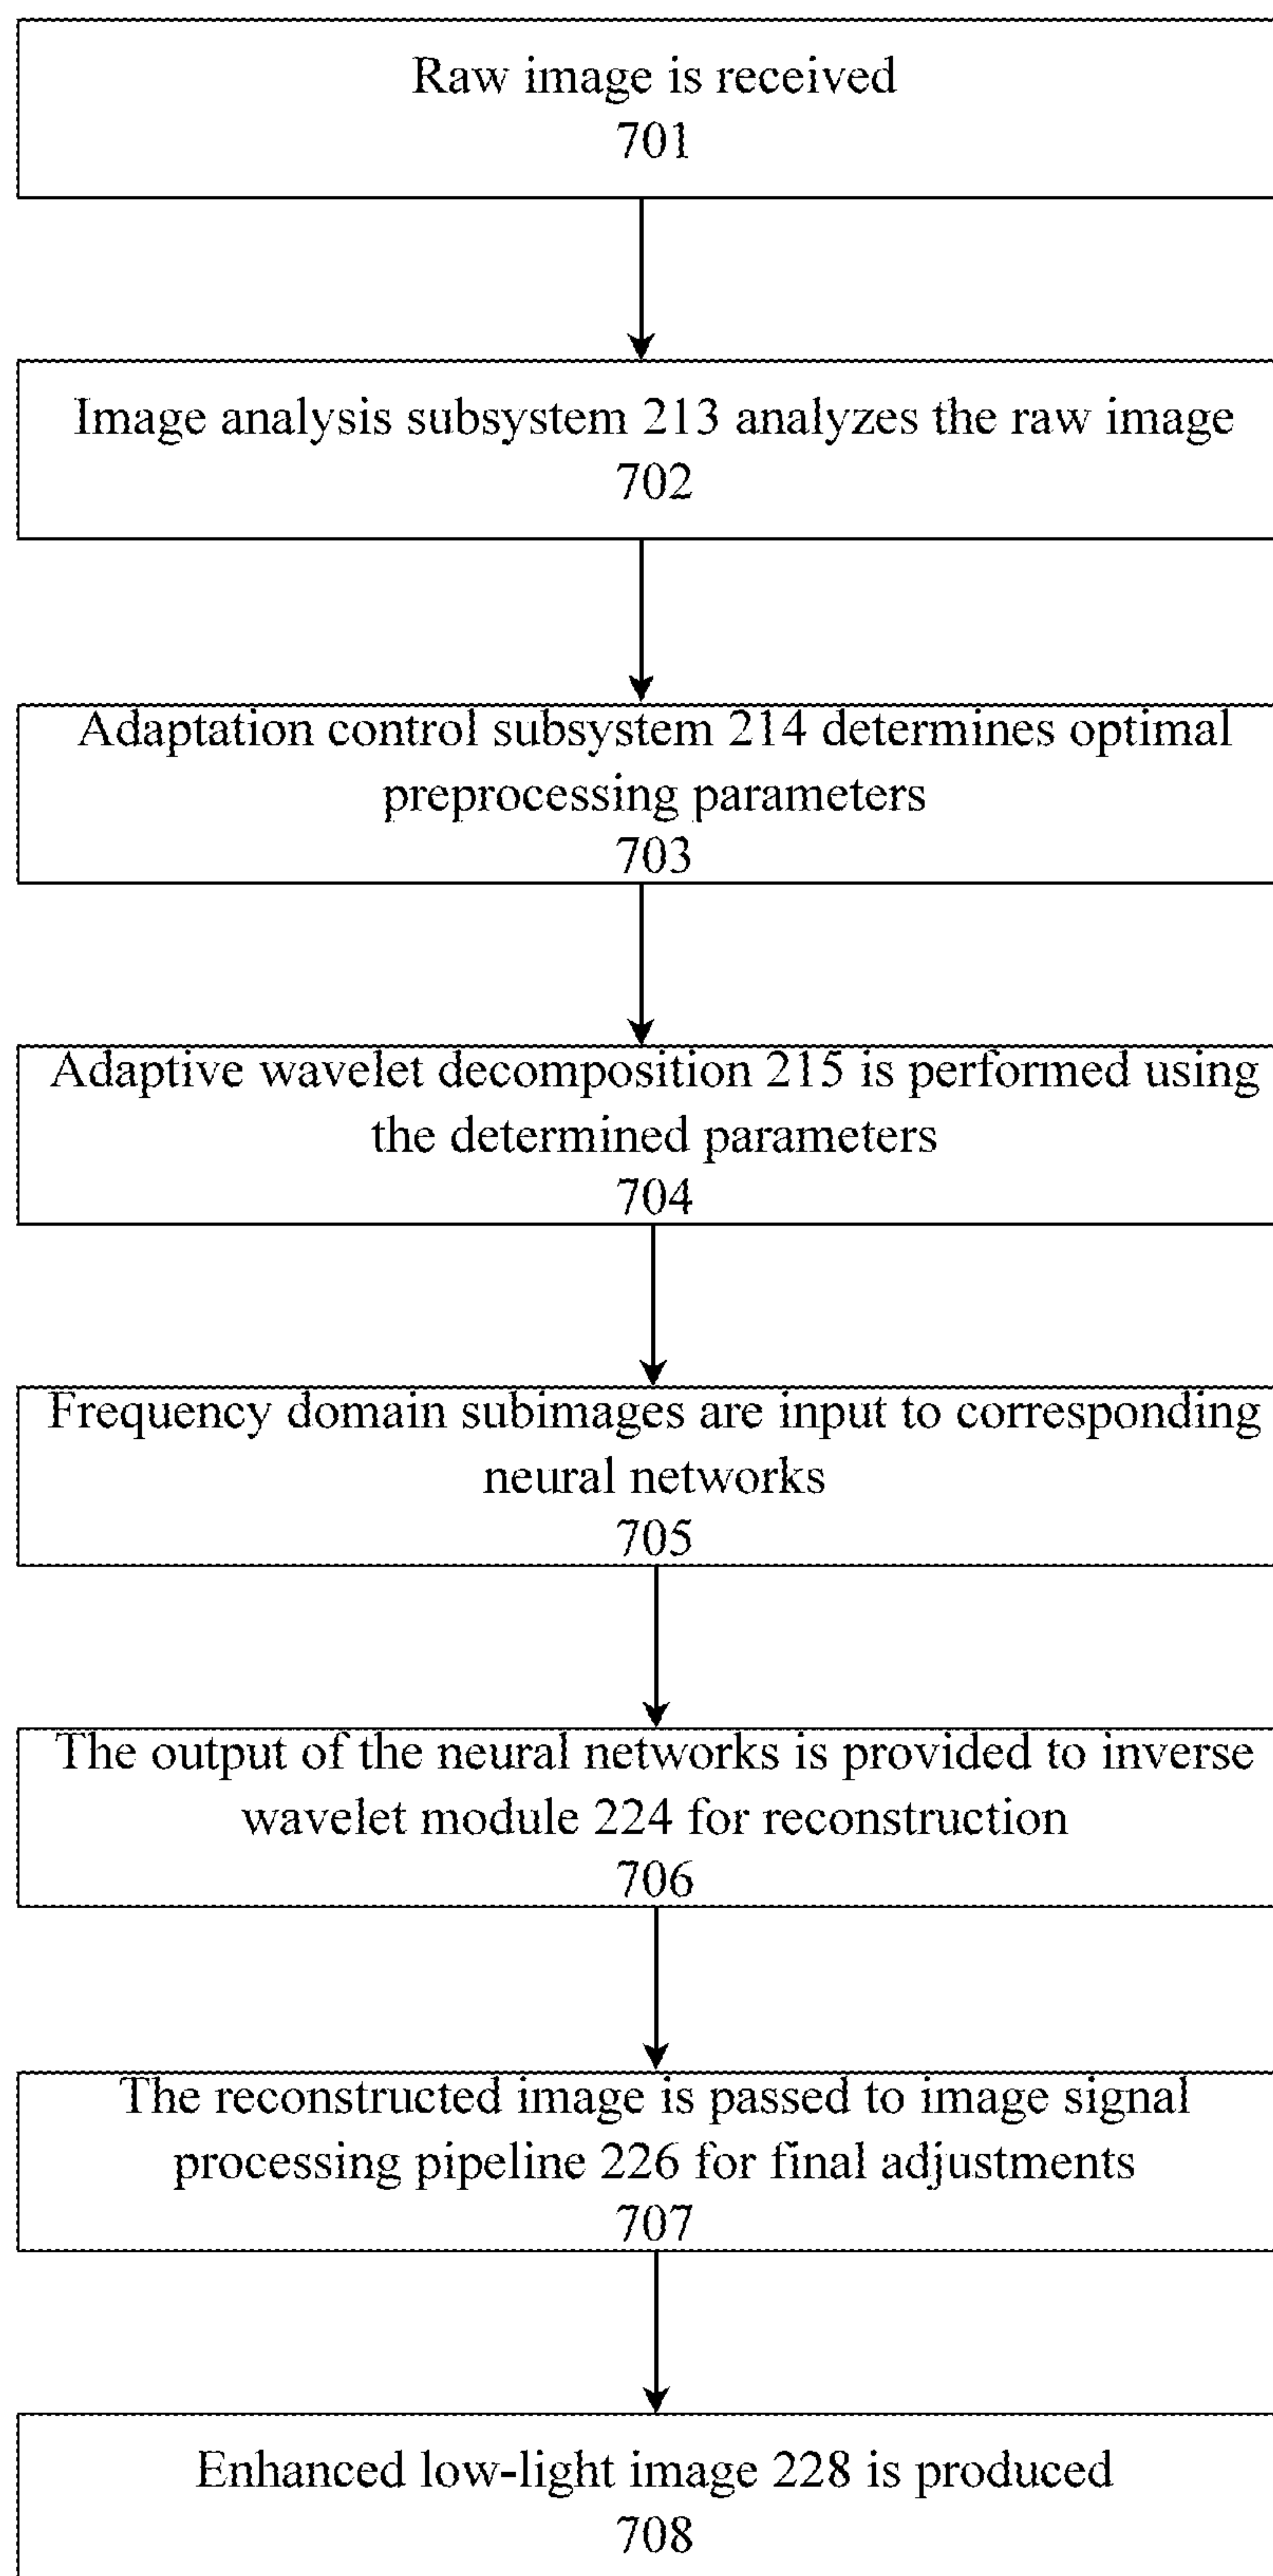 Raw image is received
701
Image analysis subsystem 213 analyzes the raw image
702
Adaptation control subsystem 214 determines optimal
preprocessing parameters
703
Adaptive wavelet decomposition 215 is performed using
the determined parameters
704
Frequency domain subimages are input to corresponding
neural networks
705
The output of the neural networks is provided to inverse
wavelet module 224 for reconstruction
706
The reconstructed image is passed to image signal
processing pipeline 226 for final adjustments
707
Enhanced low-light image 228 is produced
708